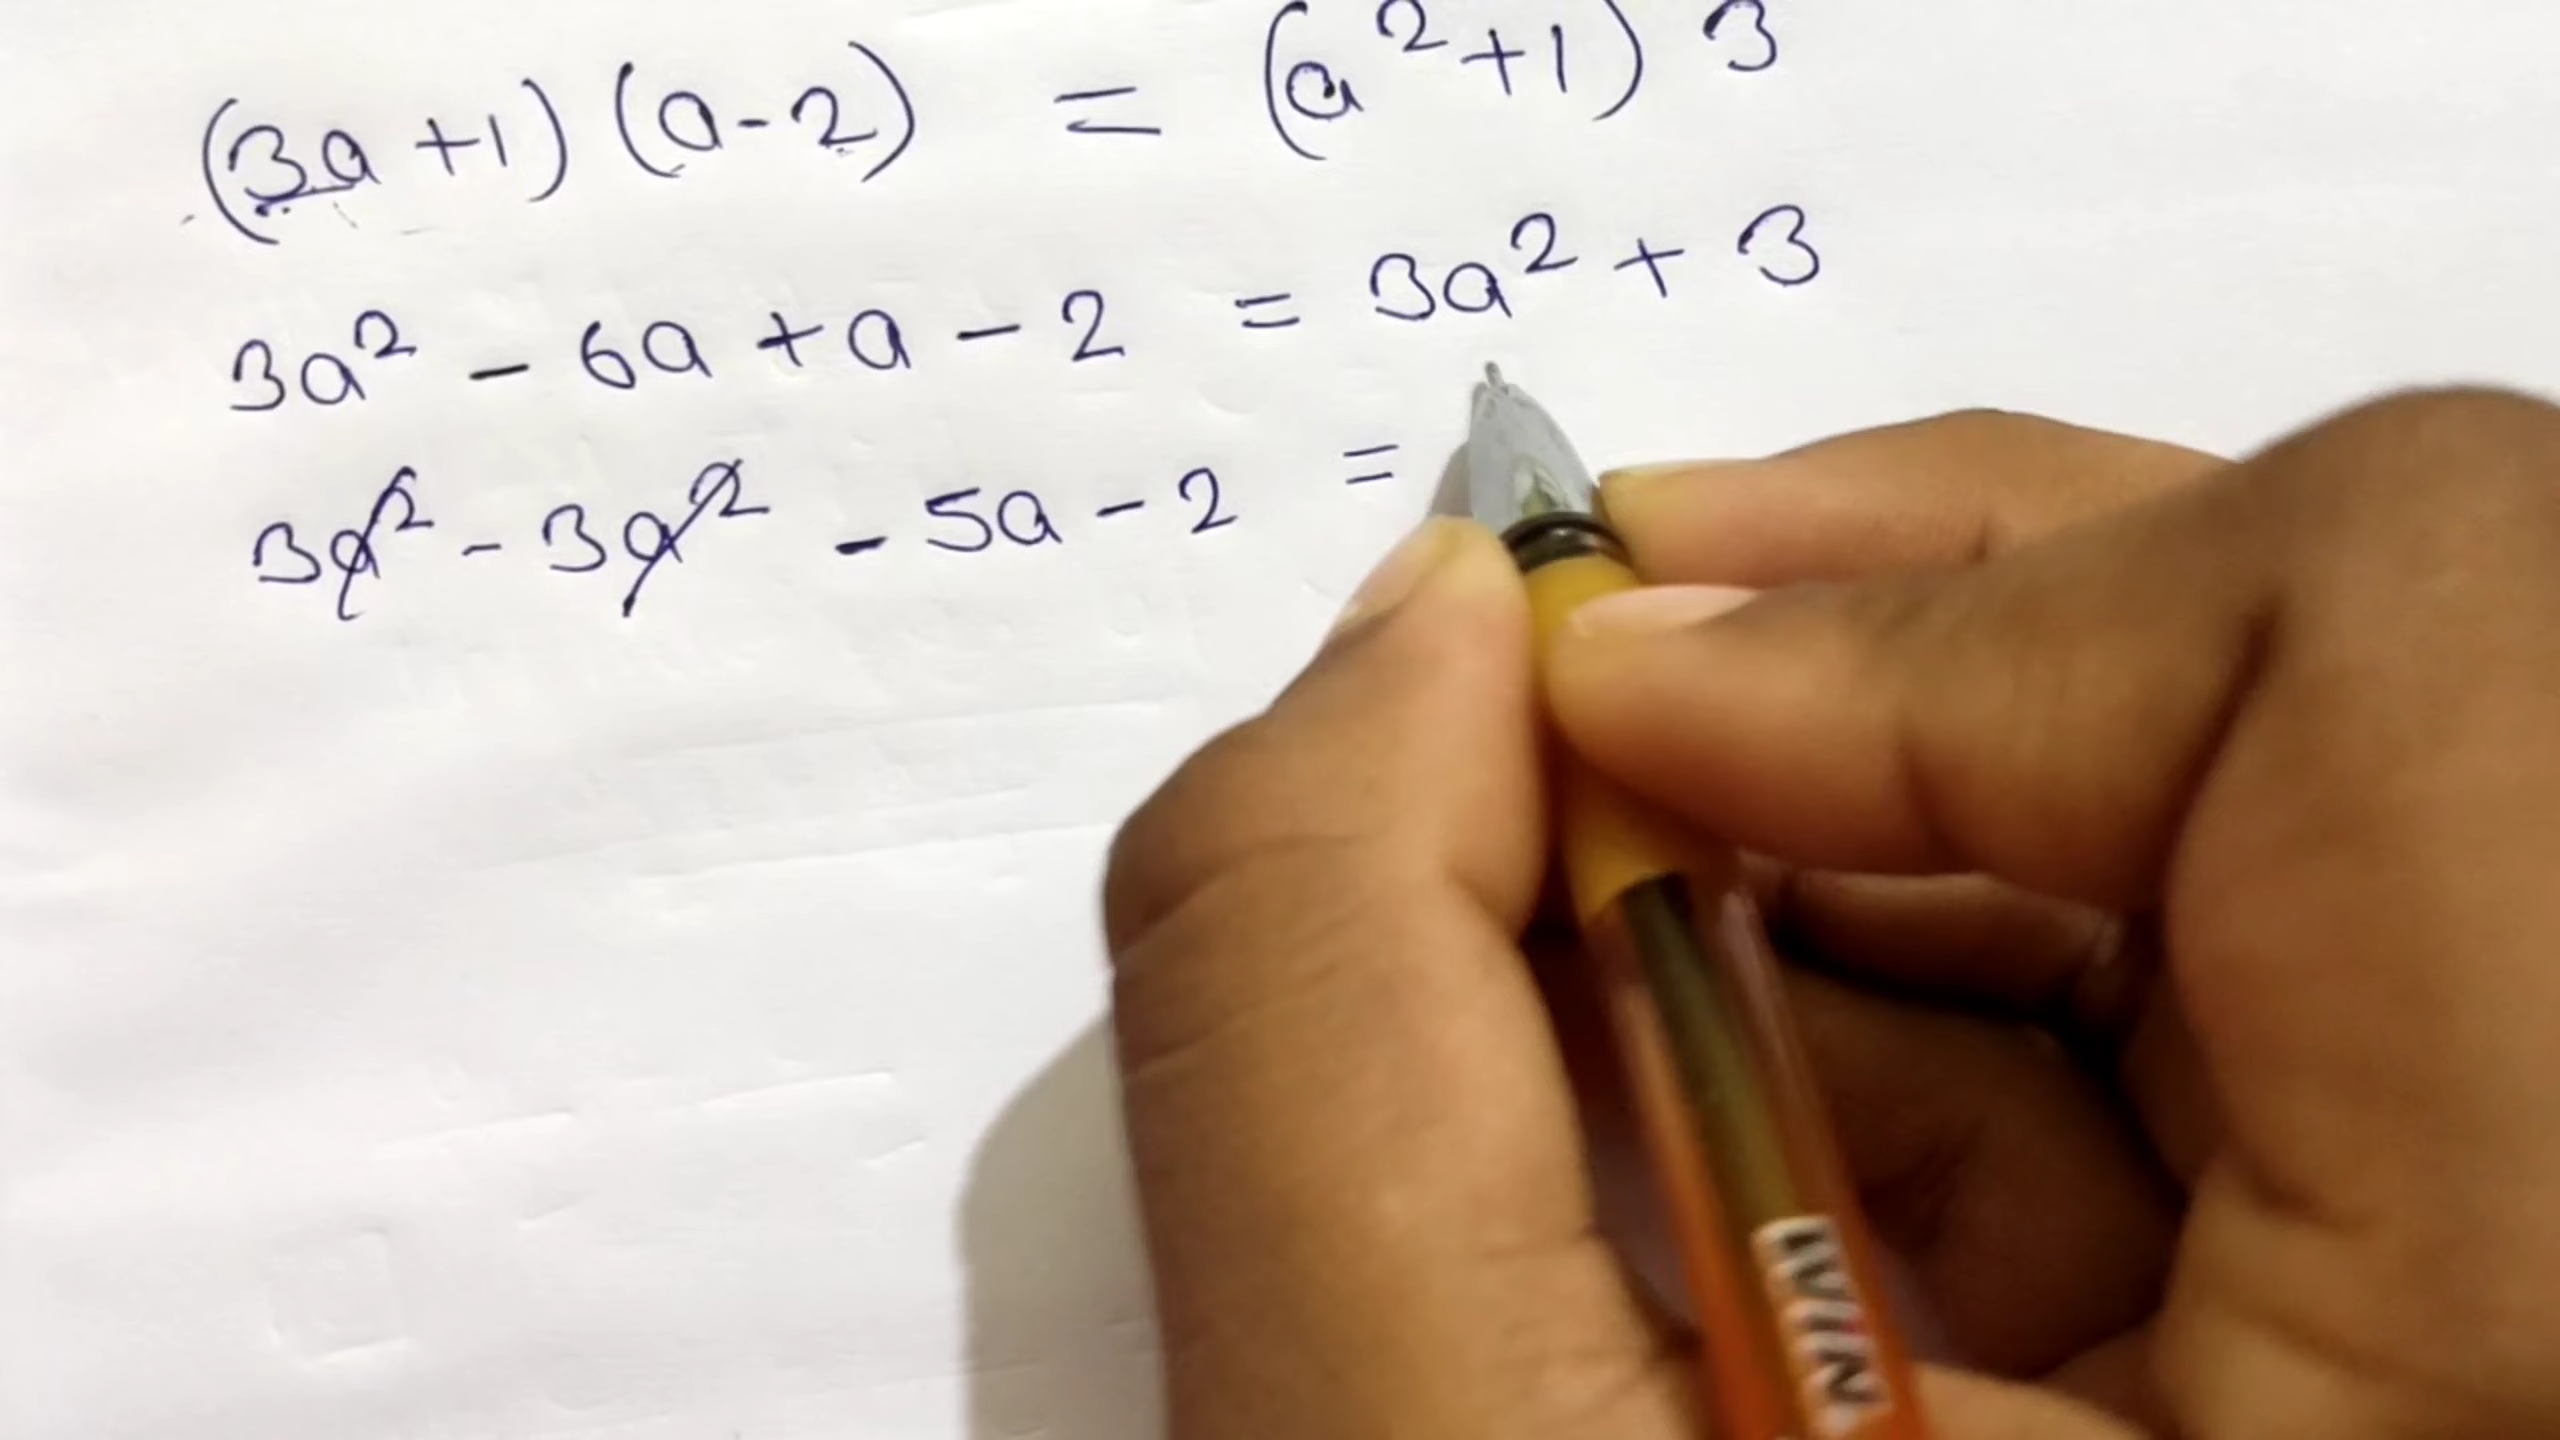 (3a+1) (a-2) = (a²+1) 3
3a² - 6a + a - 2 = 3a² + 3
3a² - 3a² - 5a - 2 =
WIN